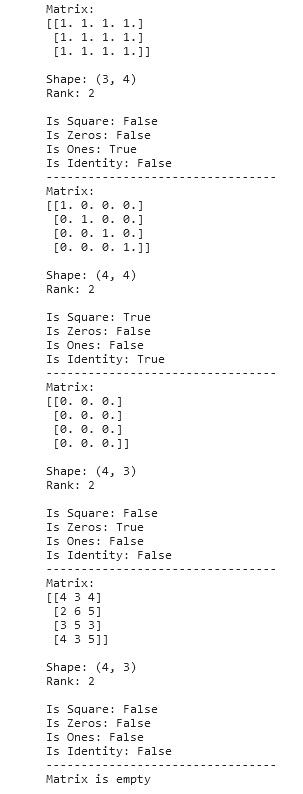 Matrix:
[[1. 1. 1. 1.]
 [1. 1. 1. 1.]
 [1. 1. 1. 1.]]

Shape: (3, 4)
Rank: 2

Is Square: False
Is Zeros: False
Is Ones: True
Is Identity: False
---------------------------------
Matrix:
[[1. 0. 0. 0.]
 [0. 1. 0. 0.]
 [0. 0. 1. 0.]
 [0. 0. 0. 1.]]

Shape: (4, 4)
Rank: 2

Is Square: True
Is Zeros: False
Is Ones: False
Is Identity: True
---------------------------------
Matrix:
[[0. 0. 0.]
 [0. 0. 0.]
 [0. 0. 0.]
 [0. 0. 0.]]

Shape: (4, 3)
Rank: 2

Is Square: False
Is Zeros: True
Is Ones: False
Is Identity: False
---------------------------------
Matrix:
[[4 3 4]
 [2 6 5]
 [3 5 3]
 [4 3 5]]

Shape: (4, 3)
Rank: 2

Is Square: False
Is Zeros: False
Is Ones: False
Is Identity: False
---------------------------------
Matrix is empty